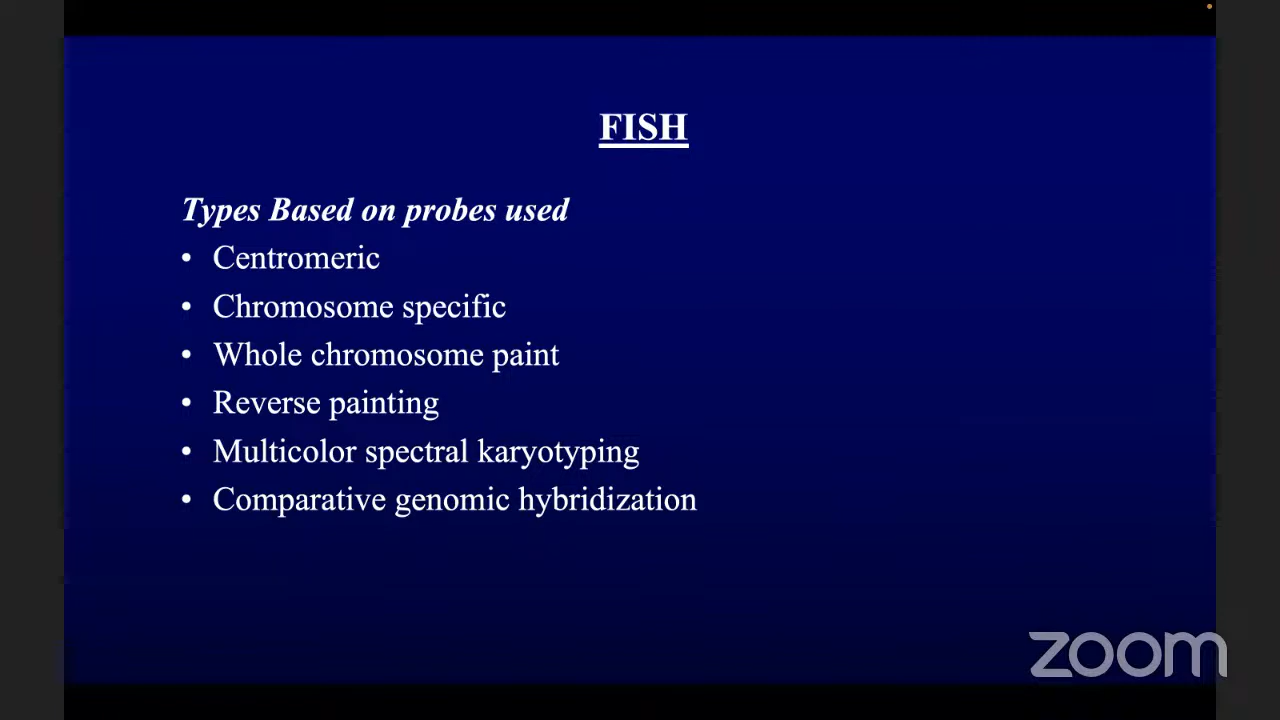 FISH
Types Based on probes used
• Centromeric
• Chromosome specific
• Whole chromosome paint
• Reverse painting
• Multicolor spectral karyotyping
• Comparative genomic hybridization
zoom